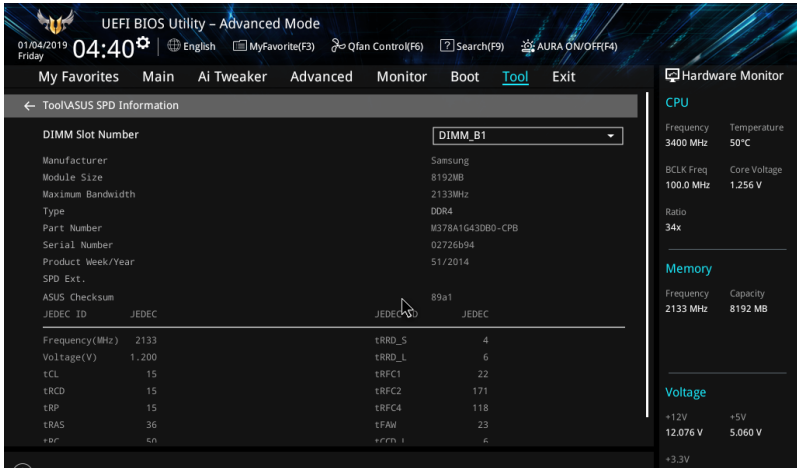 UEFI BIOS Utility – Advanced Mode
01/04/2019 Friday 04:40 English MyFavorite(F3) Qfan Control(F6) ? Search(F9) AURA ON/OFF(F4)
My Favorites Main Ai Tweaker Advanced Monitor Boot Tool Exit
← Tool\ASUS SPD Information
DIMM Slot Number DIMM_B1
Manufacturer Samsung
Module Size 8192MB
Maximum Bandwidth 2133MHz
Type DDR4
Part Number M378A1G43DB0-CPB
Serial Number 02726b94
Product Week/Year 51/2014
SPD Ext.
ASUS Checksum 89a1
JEDEC ID JEDEC JEDEC ID JEDEC
Frequency(MHz) 2133 tRRD_S 4
Voltage(V) 1.200 tRRD_L 6
tCL 15 tRFC1 22
tRCD 15 tRFC2 171
tRP 15 tRFC4 118
tRAS 36 tFAW 23
tRC 50 tCCD_L 6
Hardware Monitor
CPU
Frequency Temperature
3400 MHz 50°C
BCLK Freq Core Voltage
100.0 MHz 1.256 V
Ratio
34x
Memory
Frequency Capacity
2133 MHz 8192 MB
Voltage
+12V +5V
12.076 V 5.060 V
+3.3V